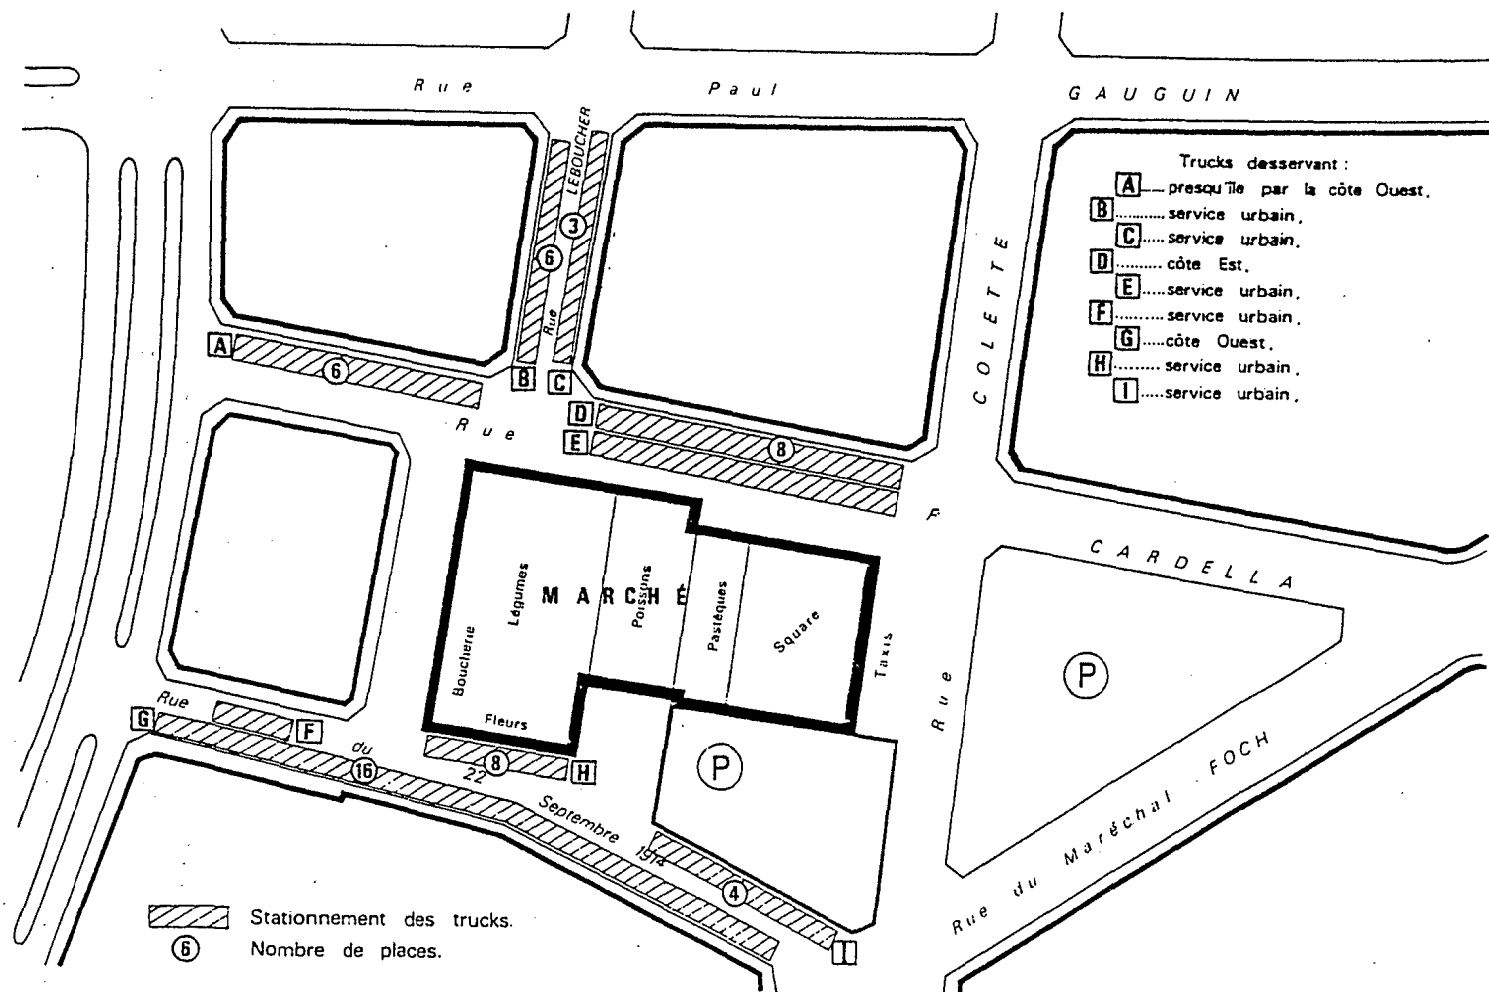 Rue Paul GAUGUIN
Rue LEBOUCHER
3
6
Trucks desservant :
A presqu'île par la côte Ouest.
B service urbain.
C service urbain.
D côte Est.
E service urbain.
F service urbain.
G côte Ouest.
H service urbain.
I service urbain.
COLETTE
A
6
B
C
D
E
8
Rue F CARDELLA
MARCHÉ
Légumes
Poissons
Pastèques
Square
Boucherie
Fleurs
Taxis
Rue
P
P
G
F
H
8
16
Rue du 22 Septembre 1914
4
I
Rue du Maréchal FOCH
Stationnement des trucks.
6 Nombre de places.